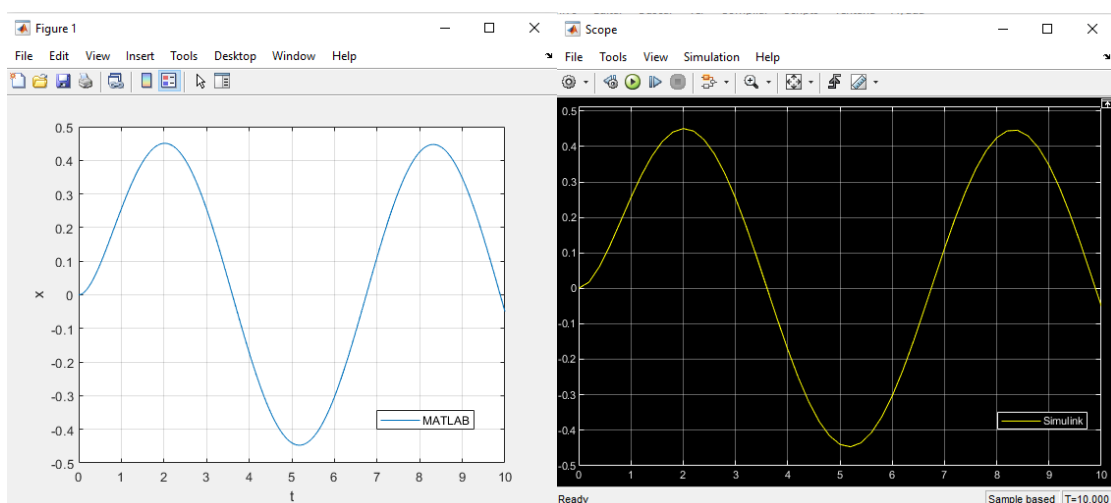 Figure 1
File Edit View Insert Tools Desktop Window Help
0.5
0.4
0.3
0.2
0.1
0
-0.1
-0.2
-0.3
-0.4
-0.5
x
MATLAB
0 1 2 3 4 5 6 7 8 9 10
t
Scope
File Tools View Simulation Help
0.5
0.4
0.3
0.2
0.1
0
-0.1
-0.2
-0.3
-0.4
-0.5
Simulink
0 1 2 3 4 5 6 7 8 9 10
Ready
Sample based T=10.000